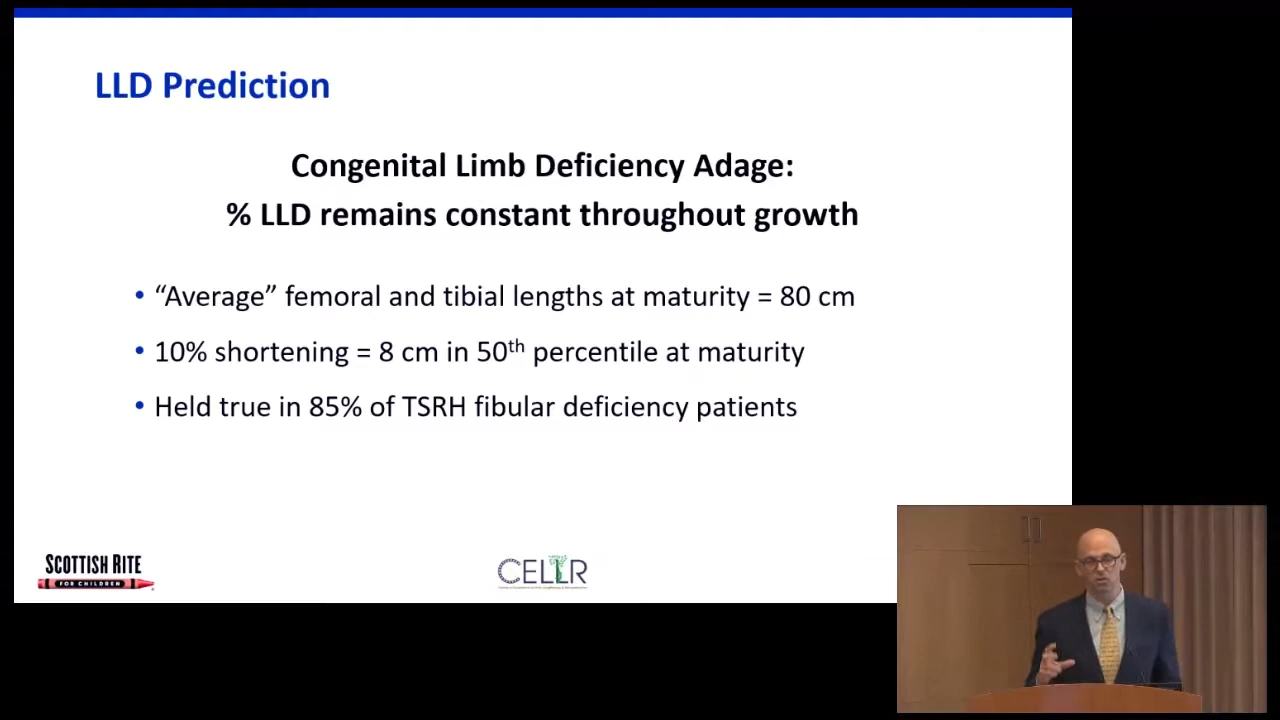 LLD Prediction
Congenital Limb Deficiency Adage:
% LLD remains constant throughout growth
• “Average” femoral and tibial lengths at maturity = 80 cm
• 10% shortening = 8 cm in 50th percentile at maturity
• Held true in 85% of TSRH fibular deficiency patients
SCOTTISH RITE
FOR CHILDREN
CELLR